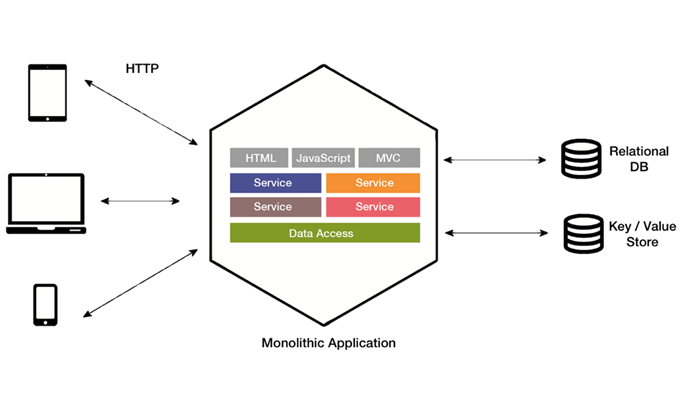 HTTP
HTML JavaScript MVC
Service Service
Service Service
Data Access
Monolithic Application
Relational
DB
Key / Value
Store